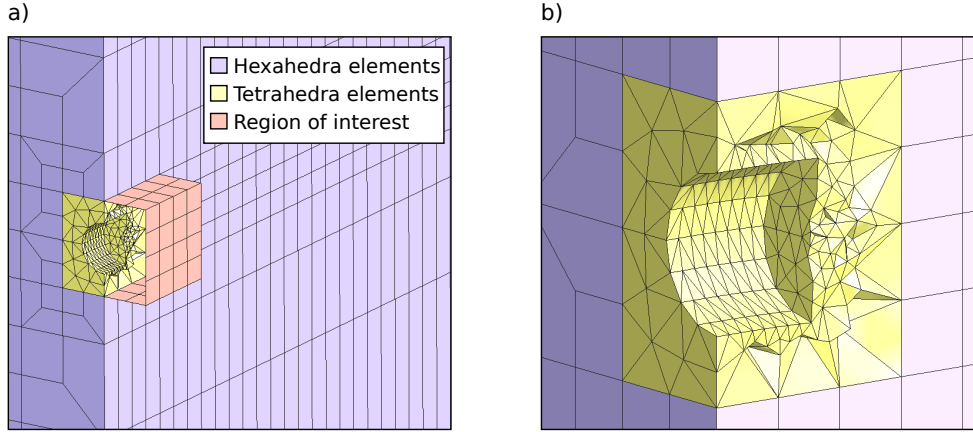 a)
b)
Hexahedra elements
Tetrahedra elements
Region of interest